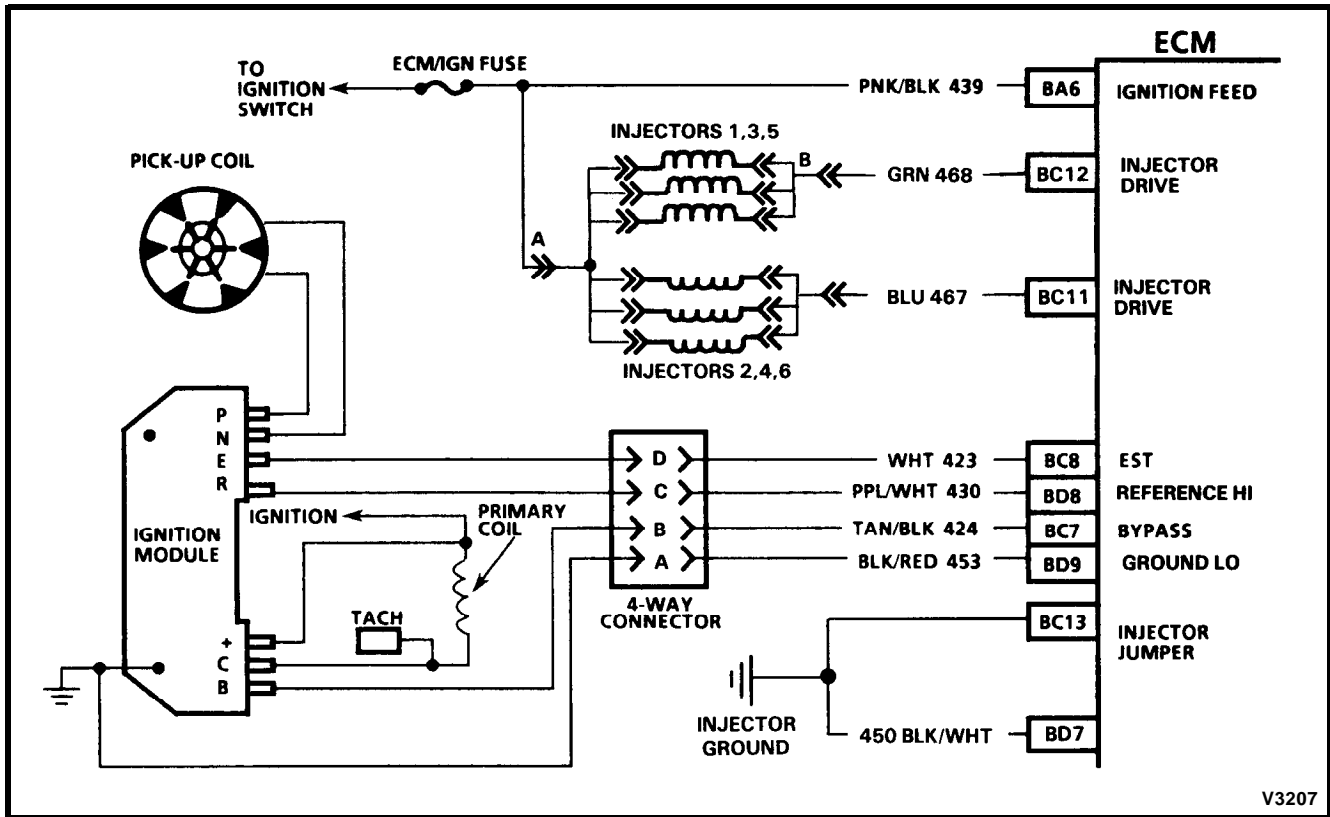 ECM
TO
IGNITION
SWITCH
ECM/IGN FUSE
PNK/BLK 439
BA6
IGNITION FEED
INJECTORS 1,3,5
PICK-UP COIL
B
GRN 468
BC12
INJECTOR
DRIVE
A
BLU 467
BC11
INJECTOR
DRIVE
INJECTORS 2,4,6
P
N
E
R
D
WHT 423
BC8
EST
C
PPL/WHT 430
BD8
REFERENCE HI
IGNITION
PRIMARY
COIL
B
TAN/BLK 424
BC7
BYPASS
IGNITION
MODULE
A
BLK/RED 453
BD9
GROUND LO
4-WAY
CONNECTOR
TACH
+
C
B
BC13
INJECTOR
JUMPER
INJECTOR
GROUND
450 BLK/WHT
BD7
V3207